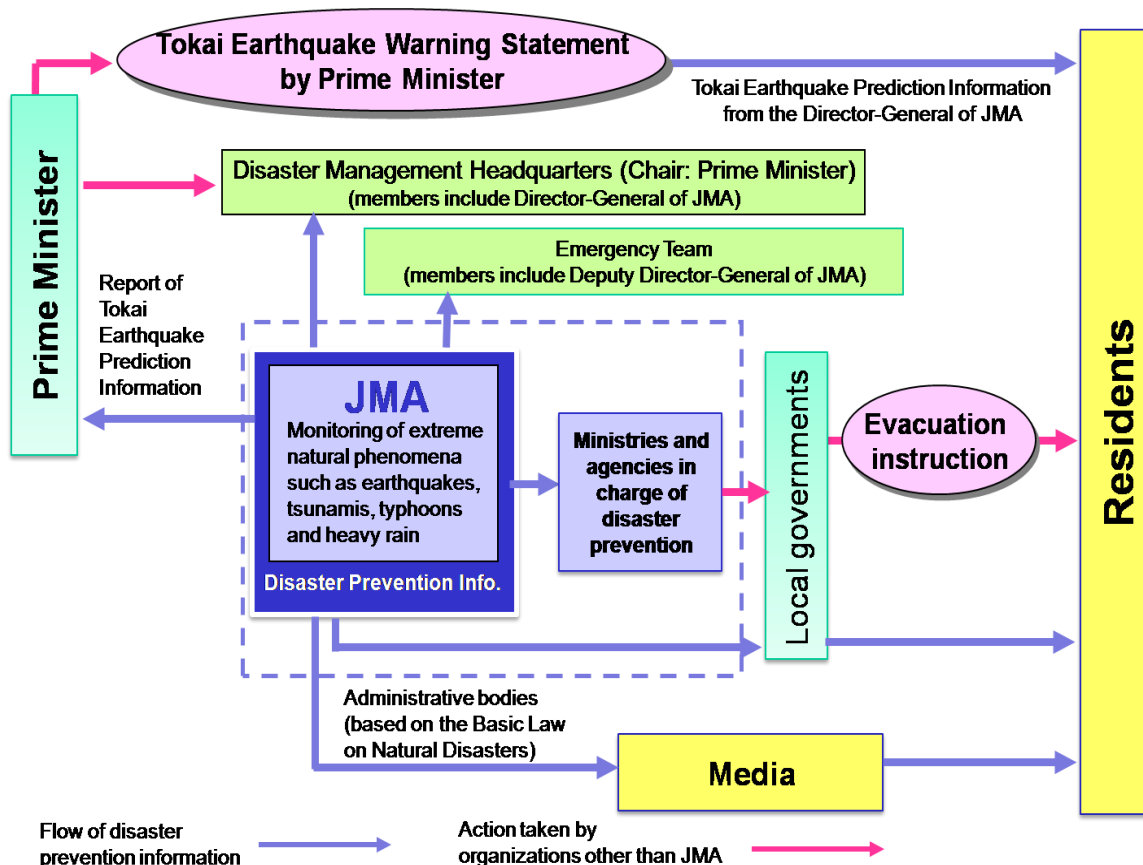 Tokai Earthquake Warning Statement
by Prime Minister
Tokai Earthquake Prediction Information
from the Director-General of JMA
Prime Minister
Disaster Management Headquarters (Chair: Prime Minister)
(members include Director-General of JMA)
Emergency Team
(members include Deputy Director-General of JMA)
Report of
Tokai
Earthquake
Prediction
Information
JMA
Monitoring of extreme
natural phenomena
such as earthquakes,
tsunamis, typhoons
and heavy rain
Disaster Prevention Info.
Ministries and
agencies in
charge of
disaster
prevention
Local governments
Evacuation
instruction
Residents
Administrative bodies
(based on the Basic Law
on Natural Disasters)
Media
Flow of disaster
prevention information
Action taken by
organizations other than JMA